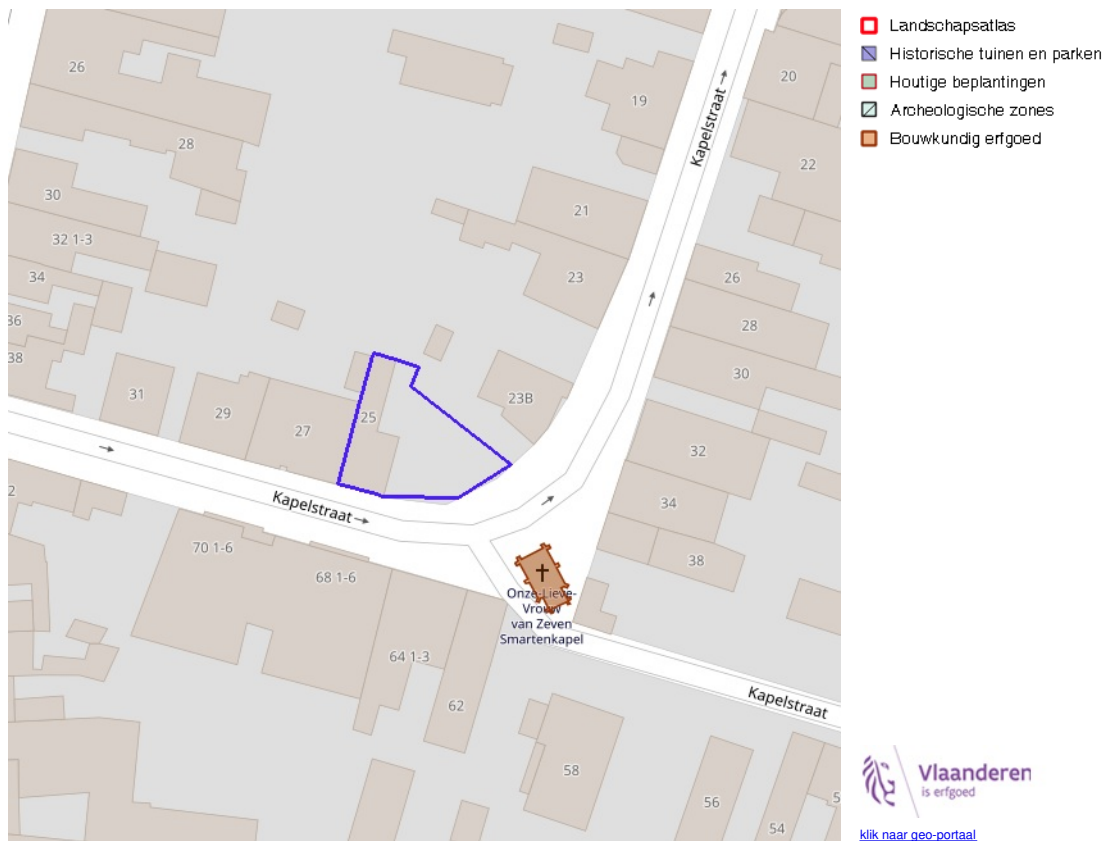 26
28
30
32 1-3
34
36
38
31
29
27
25
19
21
23
23B
20
22
26
28
30
32
34
38
Kapelstraat
Kapelstraat
Kapelstraat
70 1-6
68 1-6
64 1-3
62
58
56
54
Onze-Lieve-
Vrouw
van Zeven
Smartenkapel
Landschapsatlas
Historische tuinen en parken
Houtige beplantingen
Archeologische zones
Bouwkundig erfgoed
Vlaanderen
is erfgoed
klik naar geo-portaal